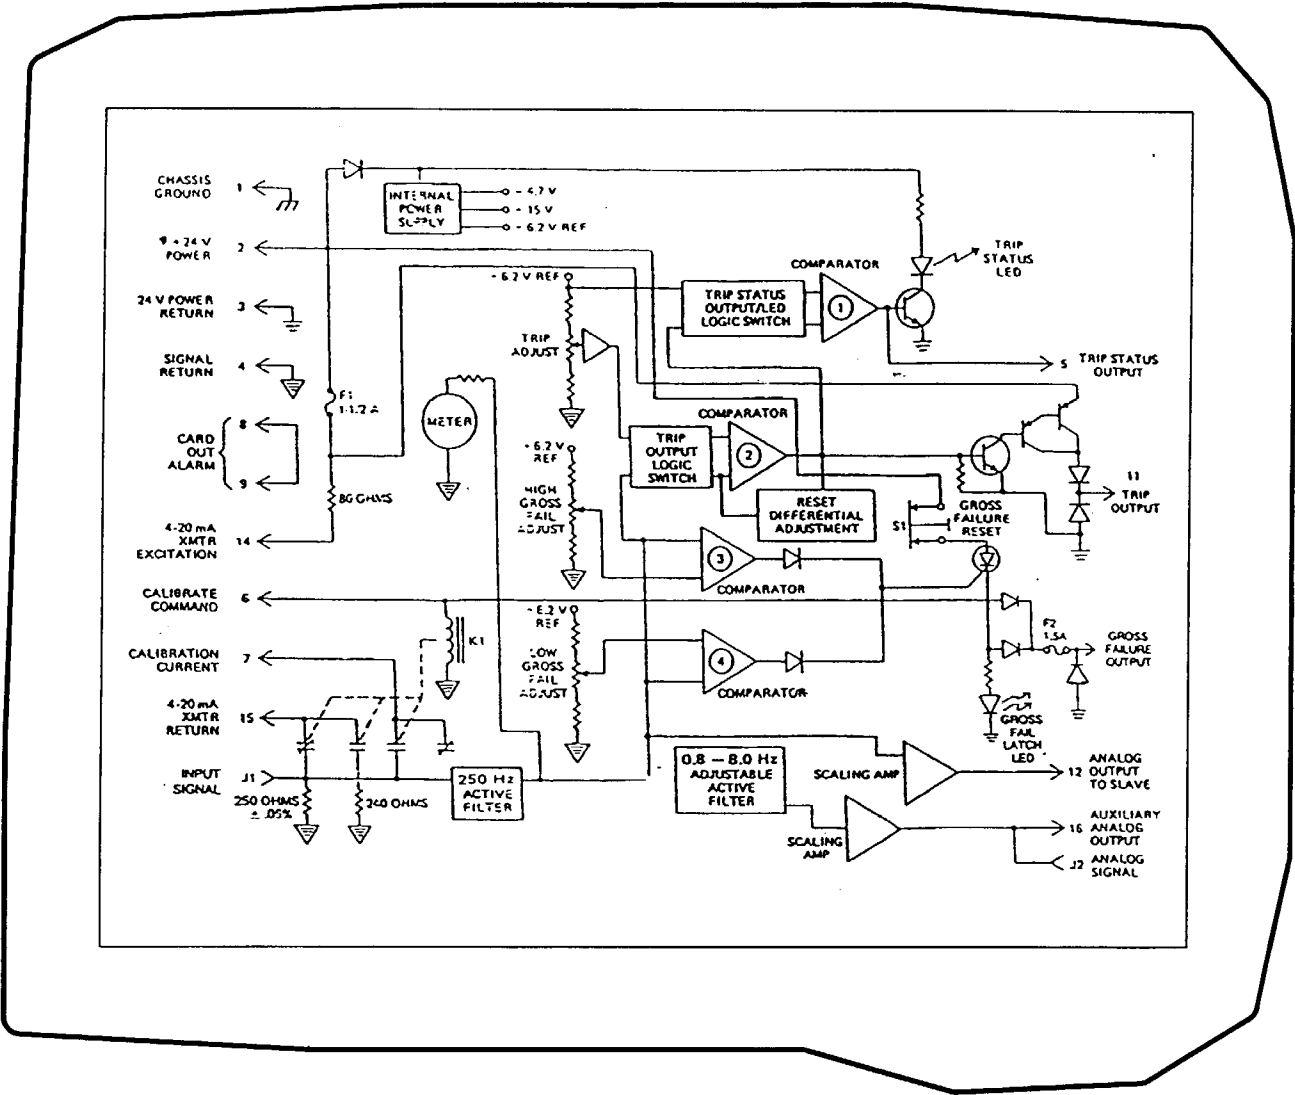 CHASSIS
GROUND 1
+ 24 V
POWER 2
24 V POWER
RETURN 3
SIGNAL
RETURN 4
CARD
OUT
ALARM
8
9
4-20 mA
XMTR
EXCITATION 14
CALIBRATE
COMMAND 6
CALIBRATION
CURRENT 7
4-20 mA
XMTR
RETURN 15
INPUT
SIGNAL J1
250 OHMS
± .05%
240 OHMS
250 Hz
ACTIVE
FILTER
K1
F1
80 OHMS
METER
INTERNAL
POWER
SUPPLY
- 15 V
- 6.2 V REF
- 6.2 V REF
TRIP
ADJUST
- 6.2 V
REF
HIGH
GROSS
FAIL
ADJUST
- 6.2 V
REF
LOW
GROSS
FAIL
ADJUST
COMPARATOR
TRIP STATUS
OUTPUT/LED
LOGIC SWITCH
1
TRIP
STATUS
LED
5 TRIP STATUS
OUTPUT
COMPARATOR
TRIP
OUTPUT
LOGIC
SWITCH
2
RESET
DIFFERENTIAL
ADJUSTMENT
11
TRIP
OUTPUT
S1
GROSS
FAILURE
RESET
3
COMPARATOR
4
COMPARATOR
F2
1.5A
GROSS
FAILURE
OUTPUT
GROSS
FAIL
LATCH
LED
0.8 – 8.0 Hz
ADJUSTABLE
ACTIVE
FILTER
SCALING AMP
12 ANALOG
OUTPUT
TO SLAVE
SCALING
AMP
16 AUXILIARY
ANALOG
OUTPUT
J2 ANALOG
SIGNAL